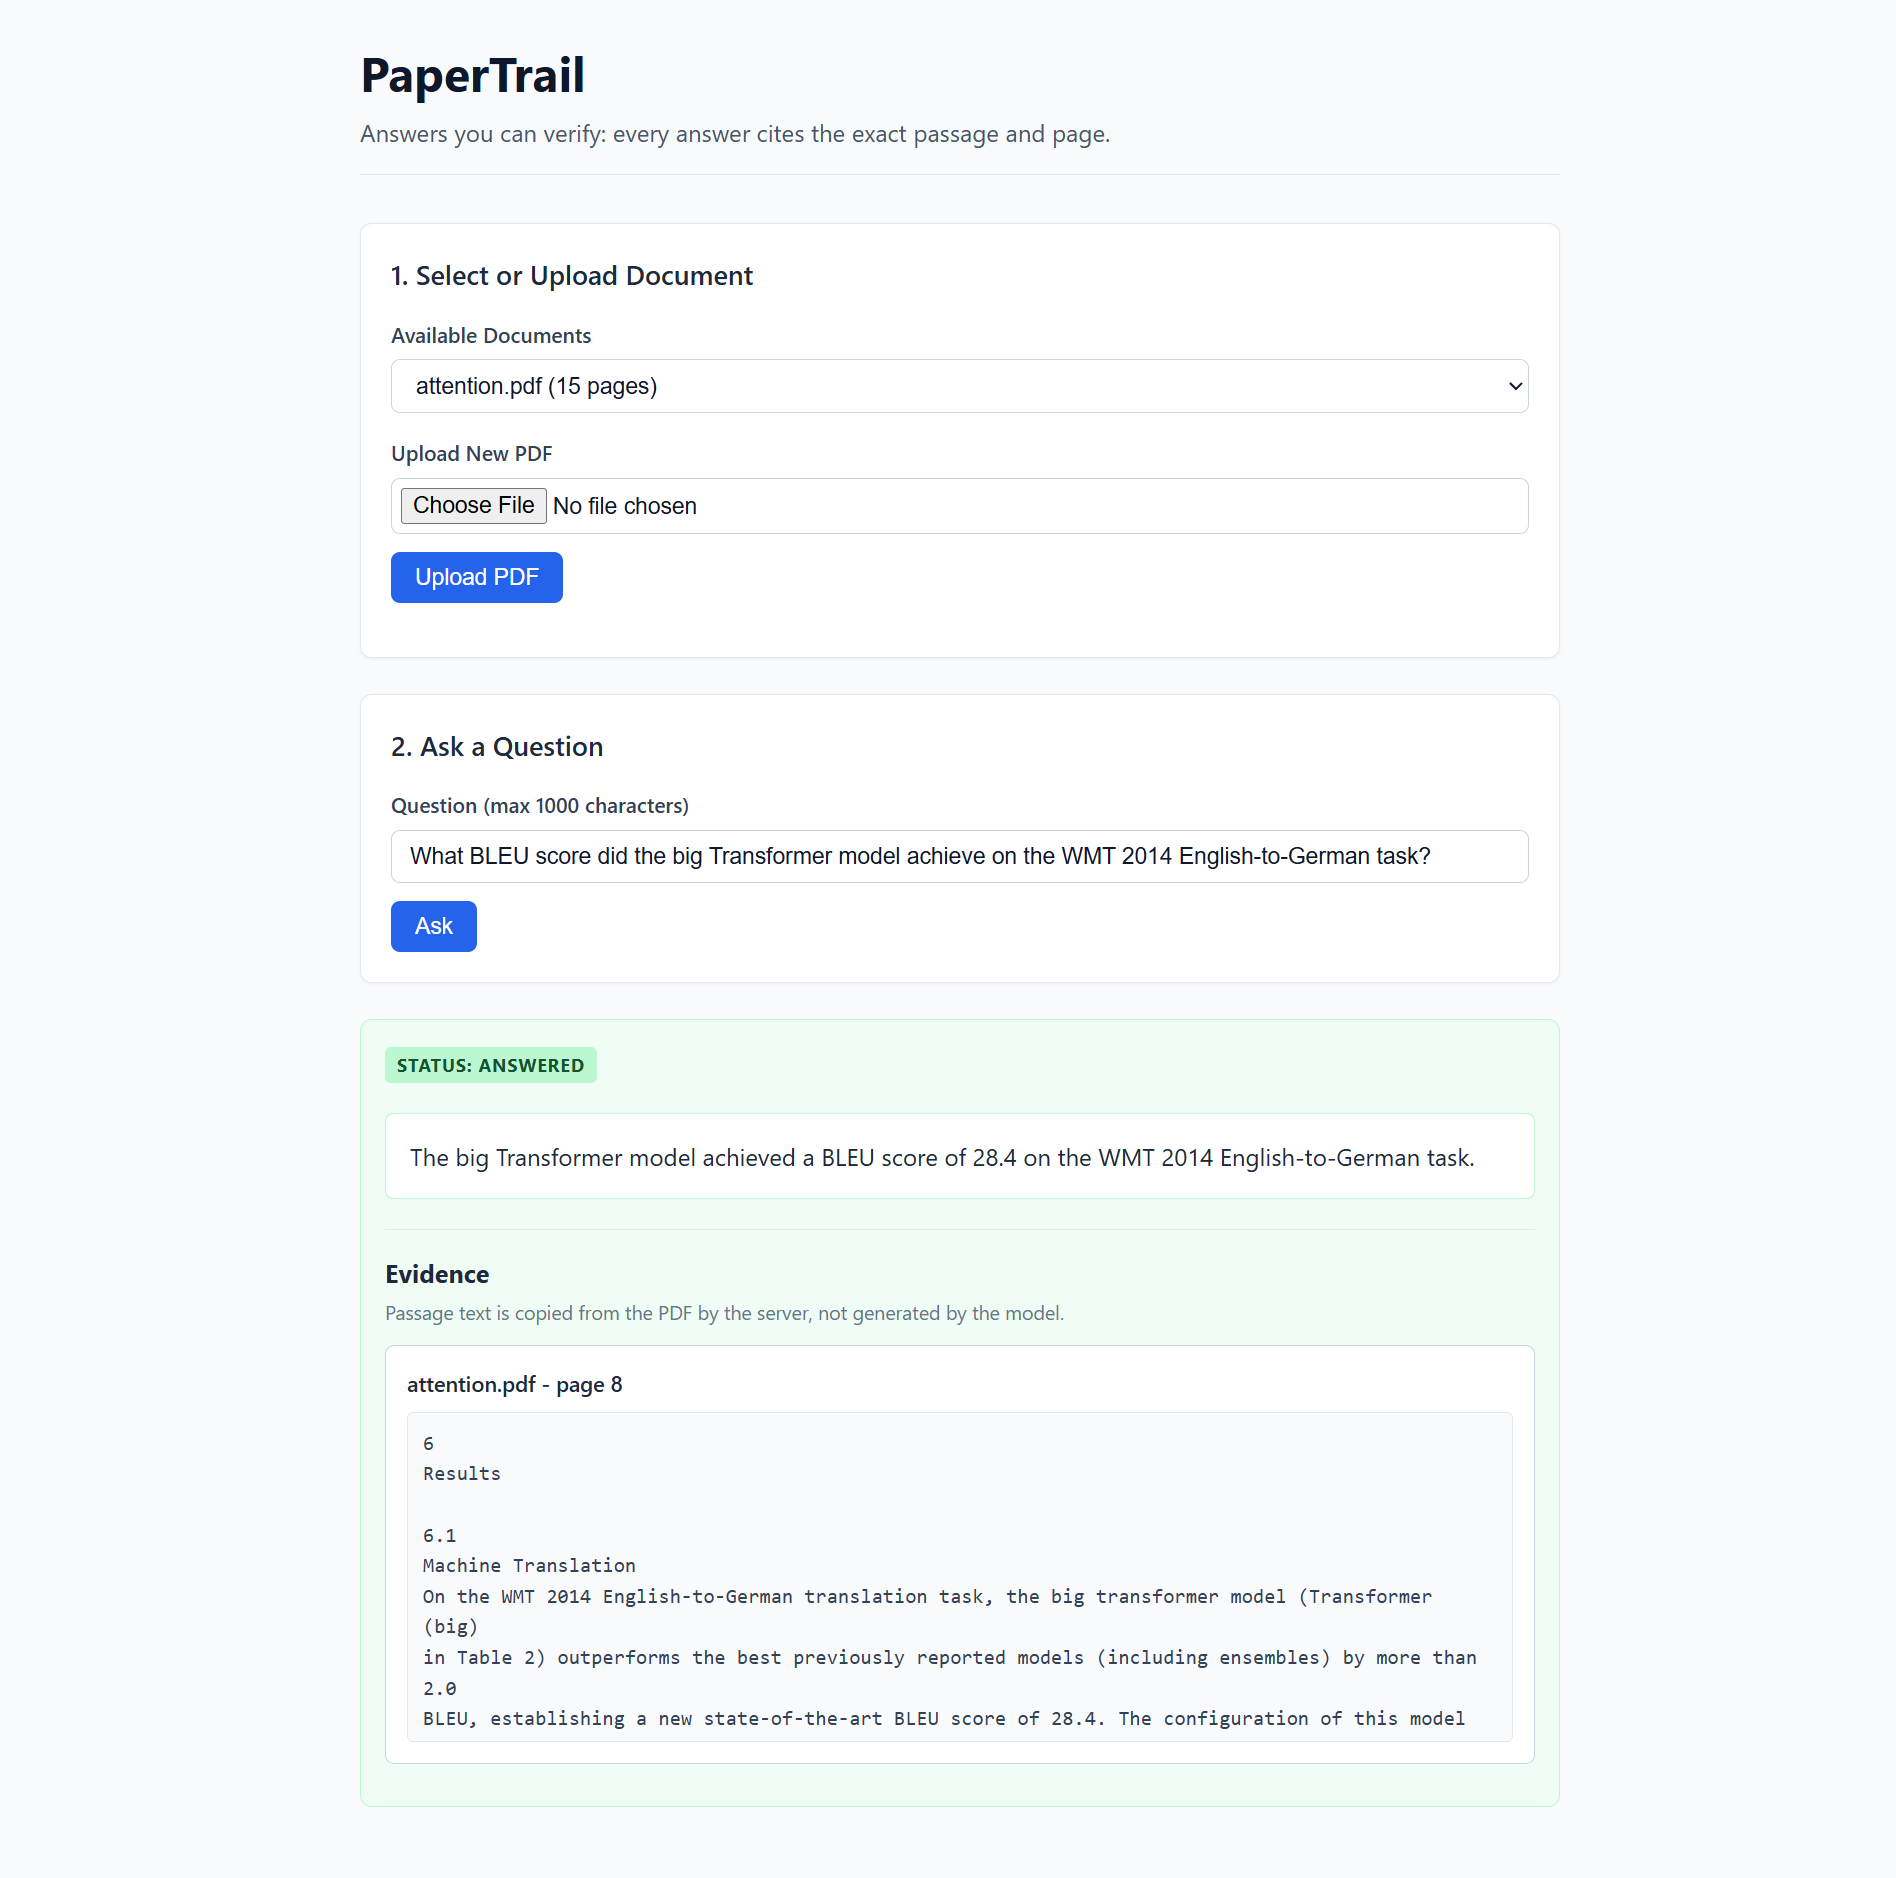 PaperTrail
Answers you can verify: every answer cites the exact passage and page.
1. Select or Upload Document
Available Documents
attention.pdf (15 pages)
Upload New PDF
Choose File No file chosen
Upload PDF
2. Ask a Question
Question (max 1000 characters)
What BLEU score did the big Transformer model achieve on the WMT 2014 English-to-German task?
Ask
STATUS: ANSWERED
The big Transformer model achieved a BLEU score of 28.4 on the WMT 2014 English-to-German task.
Evidence
Passage text is copied from the PDF by the server, not generated by the model.
attention.pdf - page 8
6
Results
6.1
Machine Translation
On the WMT 2014 English-to-German translation task, the big transformer model (Transformer
(big)
in Table 2) outperforms the best previously reported models (including ensembles) by more than
2.0
BLEU, establishing a new state-of-the-art BLEU score of 28.4. The configuration of this model